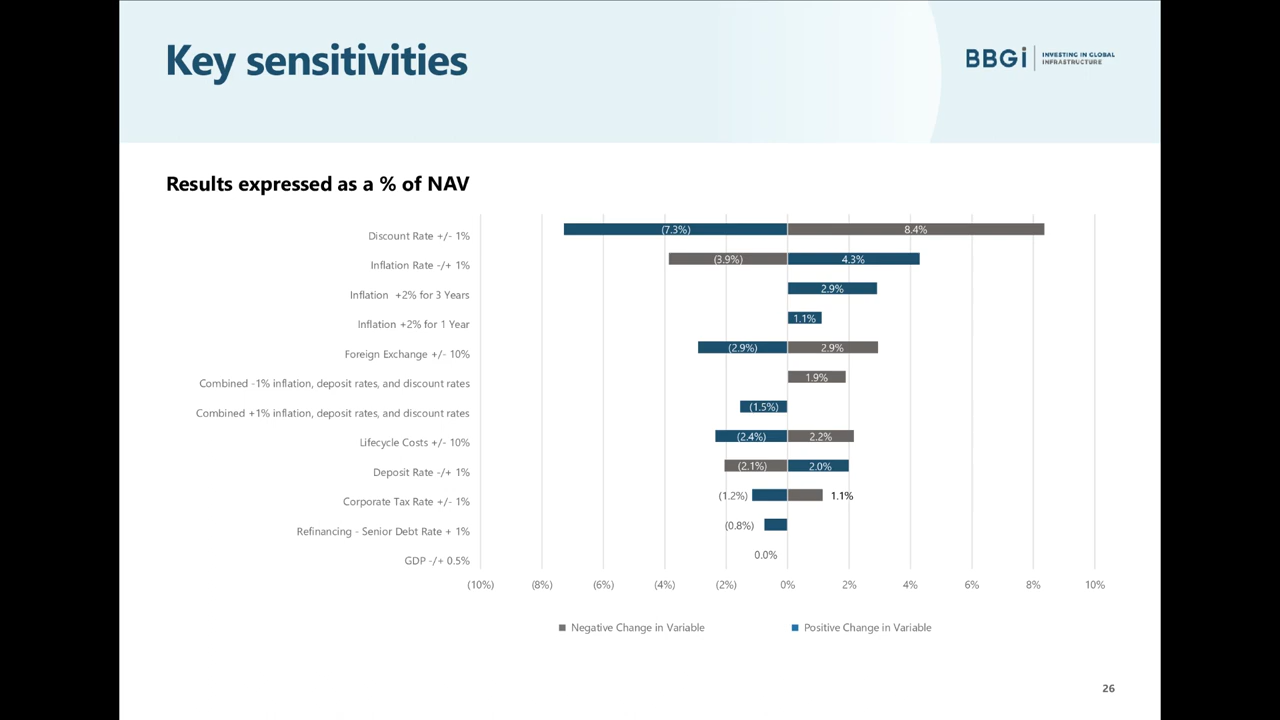 Key sensitivities
BBGi INVESTING IN GLOBAL
INFRASTRUCTURE
Results expressed as a % of NAV
Discount Rate +/- 1% (7.3%) 8.4%
Inflation Rate -/+ 1% (3.9%) 4.3%
Inflation +2% for 3 Years 2.9%
Inflation +2% for 1 Year 1.1%
Foreign Exchange +/- 10% (2.9%) 2.9%
Combined -1% inflation, deposit rates, and discount rates 1.9%
Combined +1% inflation, deposit rates, and discount rates (1.5%)
Lifecycle Costs +/- 10% (2.4%) 2.2%
Deposit Rate -/+ 1% (2.1%) 2.0%
Corporate Tax Rate +/- 1% (1.2%) 1.1%
Refinancing - Senior Debt Rate + 1% (0.8%)
GDP -/+ 0.5% 0.0%
(10%) (8%) (6%) (4%) (2%) 0% 2% 4% 6% 8% 10%
Negative Change in Variable Positive Change in Variable
26